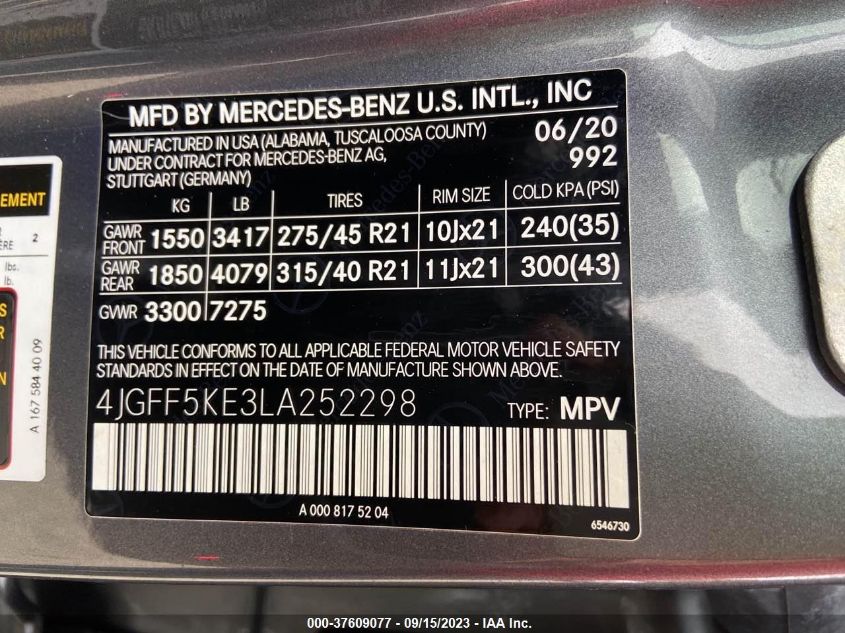 MFD BY MERCEDES-BENZ U.S. INTL., INC
MANUFACTURED IN USA (ALABAMA, TUSCALOOSA COUNTY) 06/20
UNDER CONTRACT FOR MERCEDES-BENZ AG, 992
STUTTGART (GERMANY)
KG LB TIRES RIM SIZE COLD KPA (PSI)
GAWR FRONT 1550 3417 275/45 R21 10Jx21 240(35)
GAWR REAR 1850 4079 315/40 R21 11Jx21 300(43)
GVWR 3300 7275
THIS VEHICLE CONFORMS TO ALL APPLICABLE FEDERAL MOTOR VEHICLE SAFETY
STANDARDS IN EFFECT ON THE DATE OF MANUFACTURE SHOWN ABOVE.
4JGFF5KE3LA252298 TYPE: MPV
A 000 817 52 04
6546730
2
lbs.
lb.
A 167 584 40 09
000-37609077 - 09/15/2023 - IAA Inc.